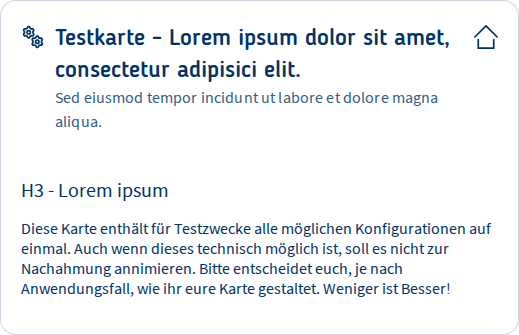 Testkarte – Lorem ipsum dolor sit amet,
consectetur adipisici elit.
Sed eiusmod tempor incidunt ut labore et dolore magna
aliqua.
H3 - Lorem ipsum
Diese Karte enthält für Testzwecke alle möglichen Konfigurationen auf
einmal. Auch wenn dieses technisch möglich ist, soll es nicht zur
Nachahmung annimieren. Bitte entscheidet euch, je nach
Anwendungsfall, wie ihr eure Karte gestaltet. Weniger ist Besser!